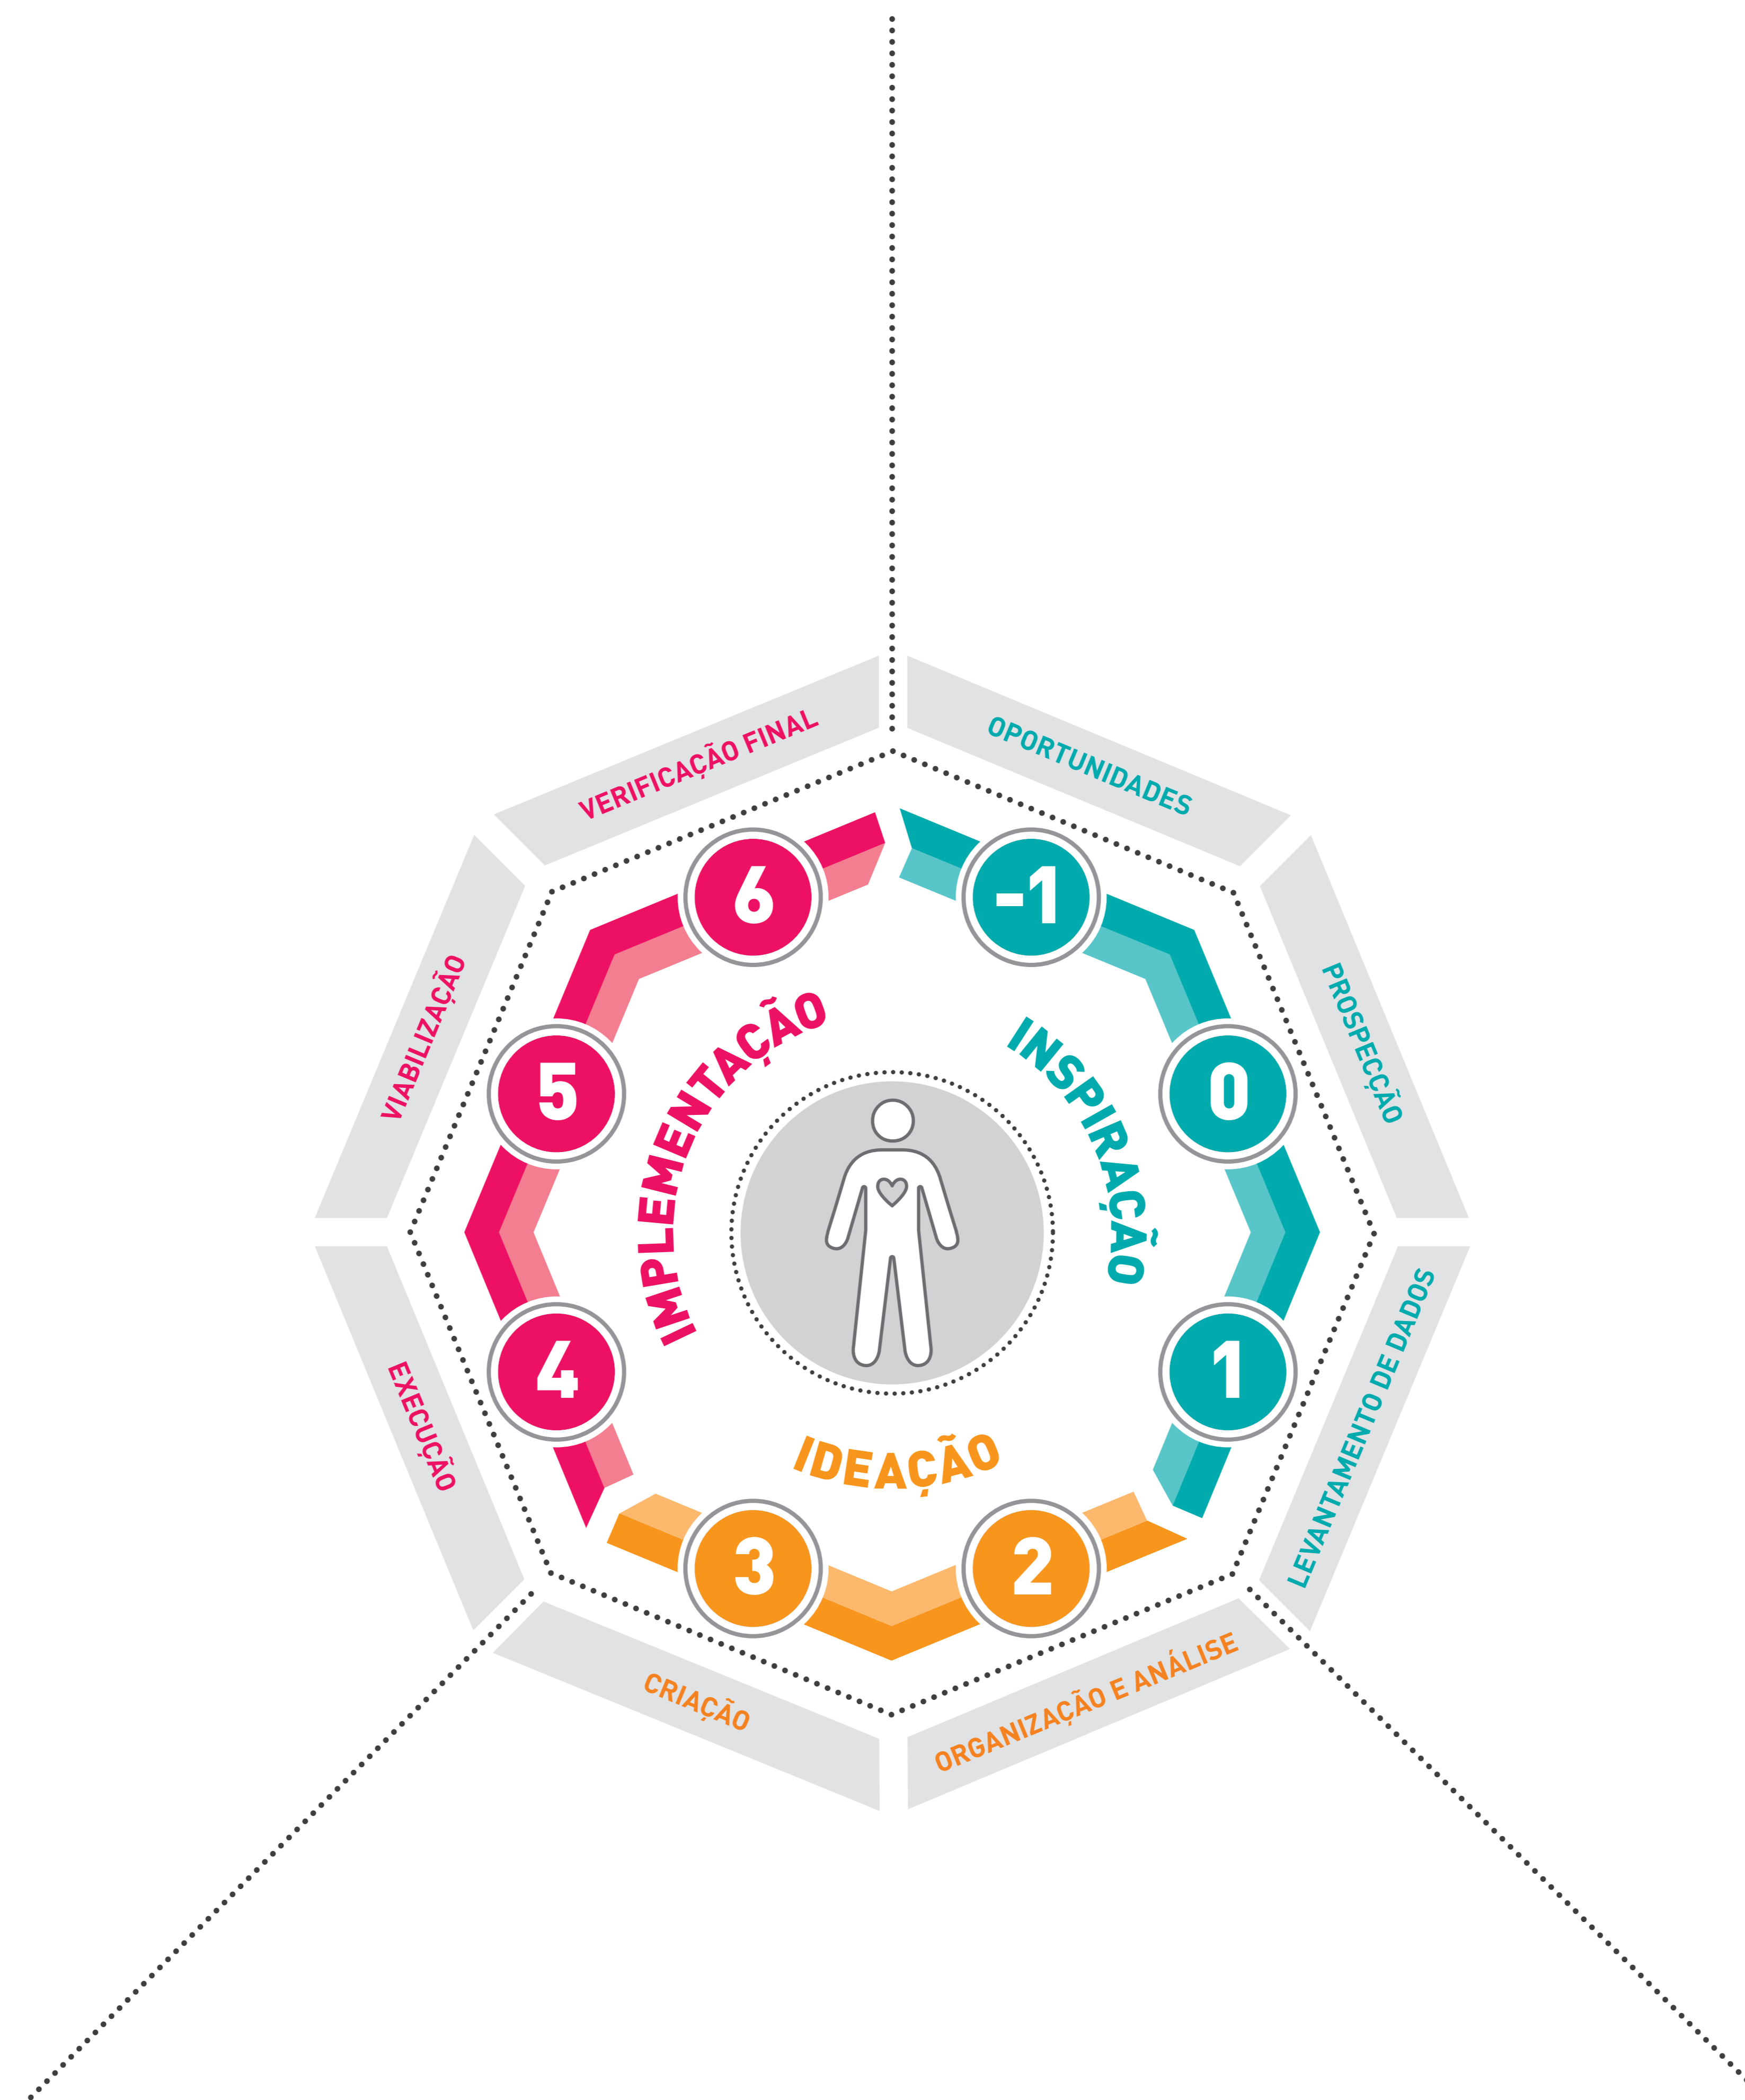 OPORTUNIDADES
PROSPECÇÃO
LEVANTAMENTO DE DADOS
ORGANIZAÇÃO E ANÁLISE
CRIAÇÃO
EXECUÇÃO
VIABILIZAÇÃO
VERIFICAÇÃO FINAL
-1
0
1
2
3
4
5
6
INSPIRAÇÃO
IDEAÇÃO
IMPLEMENTAÇÃO